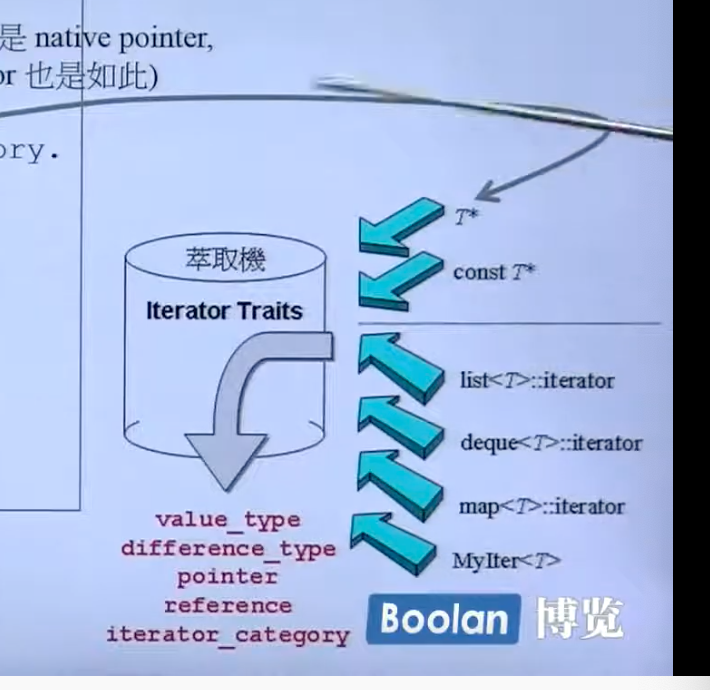 是 native pointer,
or 也是如此)
ory.
萃取機
Iterator Traits
T*
const T*
list<T>::iterator
deque<T>::iterator
map<T>::iterator
MyIter<T>
value_type
difference_type
pointer
reference
iterator_category
Boolan 博览